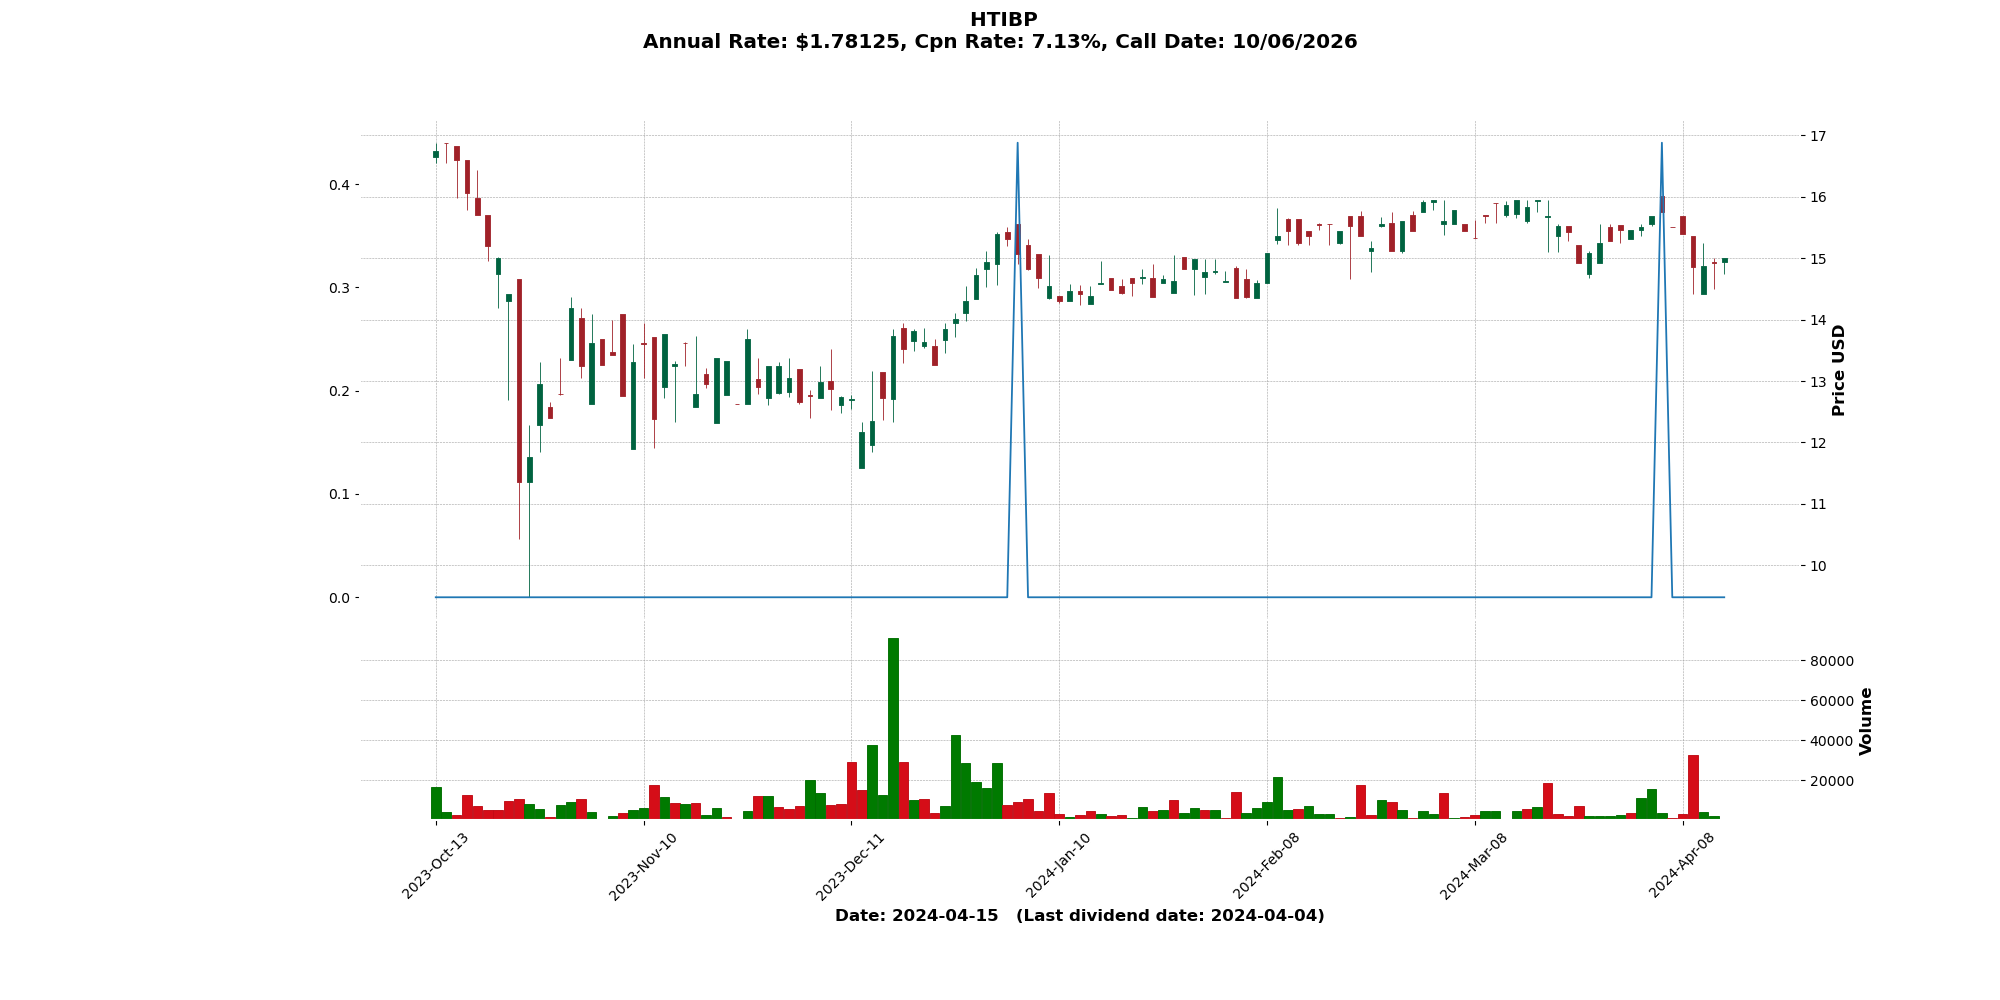 HTIBP
Annual Rate: $1.78125, Cpn Rate: 7.13%, Call Date: 10/06/2026
0.4
0.3
0.2
0.1
0.0
17
16
15
14
13
12
11
10
Price USD
80000
60000
40000
20000
Volume
2023-Oct-13
2023-Nov-10
2023-Dec-11
2024-Jan-10
2024-Feb-08
2024-Mar-08
2024-Apr-08
Date: 2024-04-15 (Last dividend date: 2024-04-04)